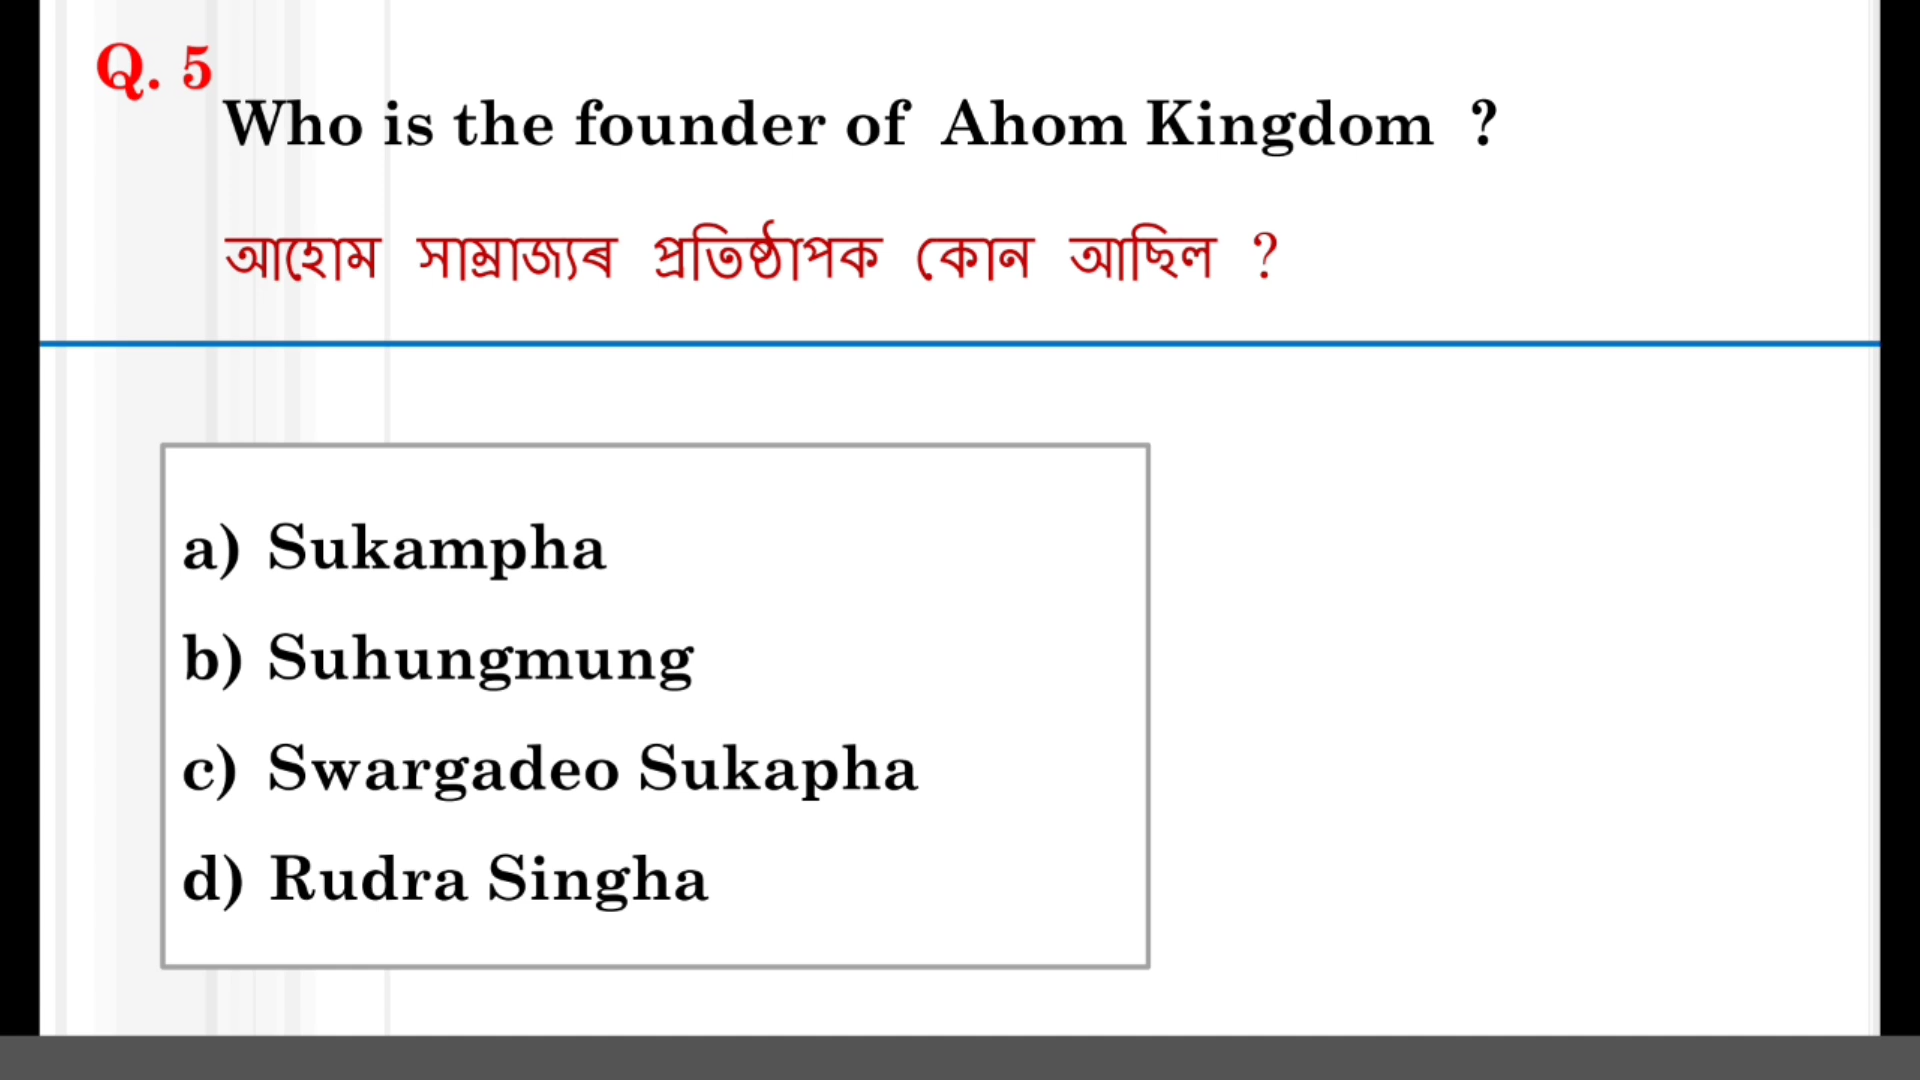 Q. 5
Who is the founder of Ahom Kingdom ?
আহোম সাম্ৰাজ্যৰ প্ৰতিষ্ঠাপক কোন আছিল ?
a) Sukampha
b) Suhungmung
c) Swargadeo Sukapha
d) Rudra Singha